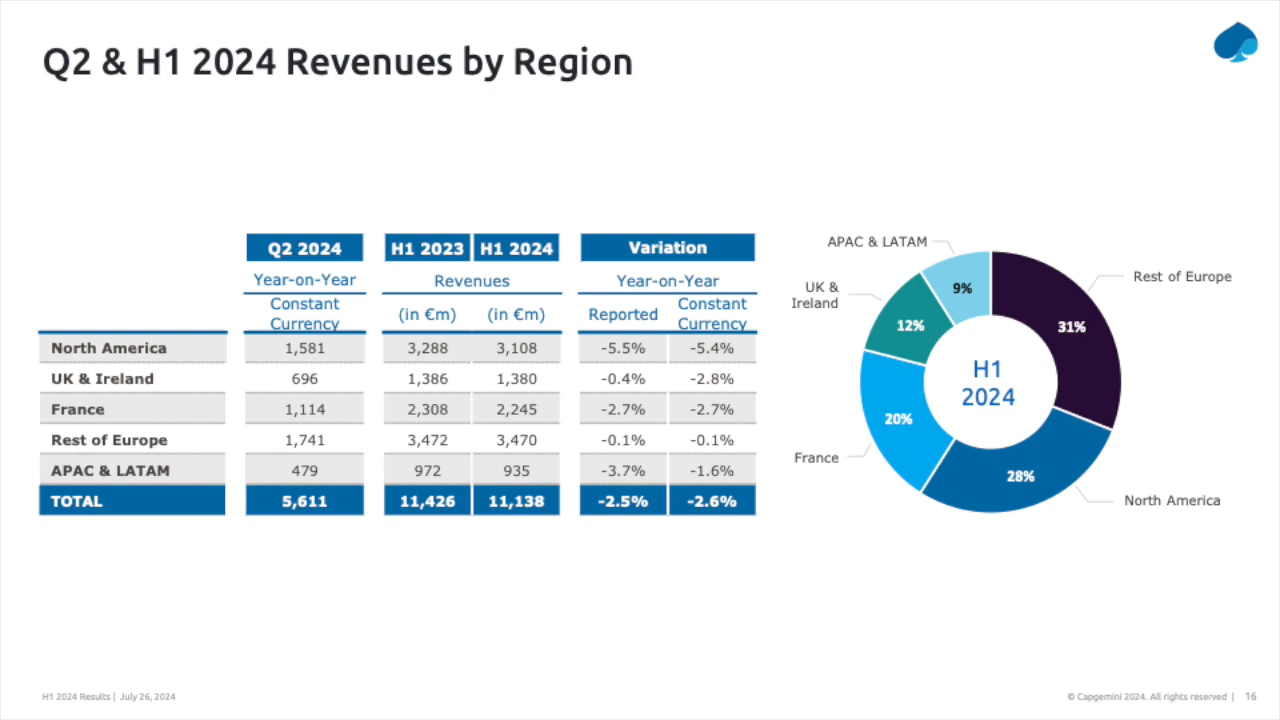 Q2 & H1 2024 Revenues by Region
Q2 2024 H1 2023 H1 2024 Variation
Year-on-Year Revenues Year-on-Year
Constant Currency (in €m) (in €m) Reported Constant Currency
North America 1,581 3,288 3,108 -5.5% -5.4%
UK & Ireland 696 1,386 1,380 -0.4% -2.8%
France 1,114 2,308 2,245 -2.7% -2.7%
Rest of Europe 1,741 3,472 3,470 -0.1% -0.1%
APAC & LATAM 479 972 935 -3.7% -1.6%
TOTAL 5,611 11,426 11,138 -2.5% -2.6%
APAC & LATAM
Rest of Europe
UK &
Ireland
9%
31%
12%
H1
2024
20%
France
28%
North America
H1 2024 Results | July 26, 2024
© Capgemini 2024. All rights reserved | 16